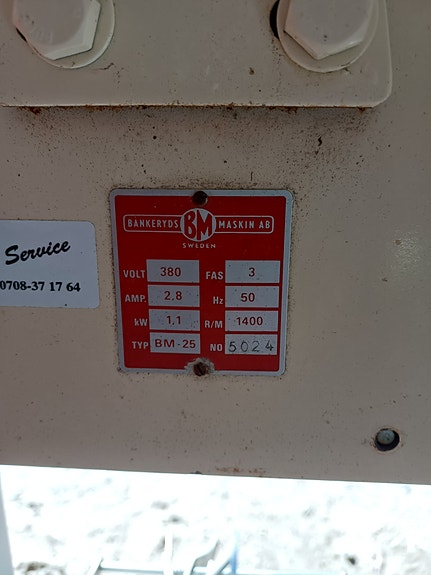 BANKERYDS BM MASKIN AB
SWEDEN
VOLT 380 FAS 3
AMP. 2,8 Hz 50
kW 1,1 R/M 1400
TYP BM-25 NO 5024
Service
0708-37 17 64